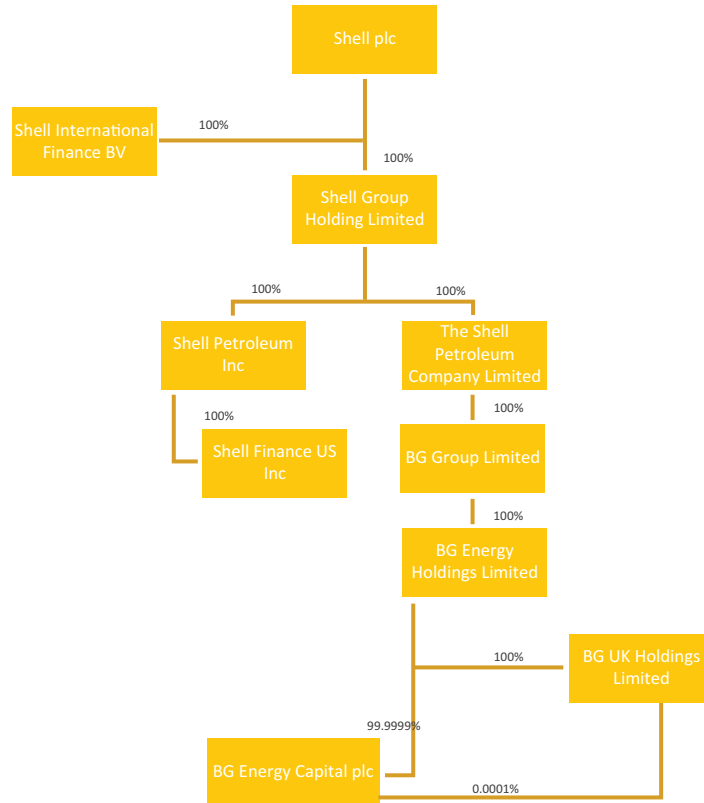 Shell plc
100%
Shell International
Finance BV
100%
Shell Group
Holding Limited
100%
100%
Shell Petroleum
Inc
The Shell
Petroleum
Company Limited
100%
100%
Shell Finance US
Inc
BG Group Limited
100%
BG Energy
Holdings Limited
100%
BG UK Holdings
Limited
99.9999%
BG Energy Capital plc
0.0001%